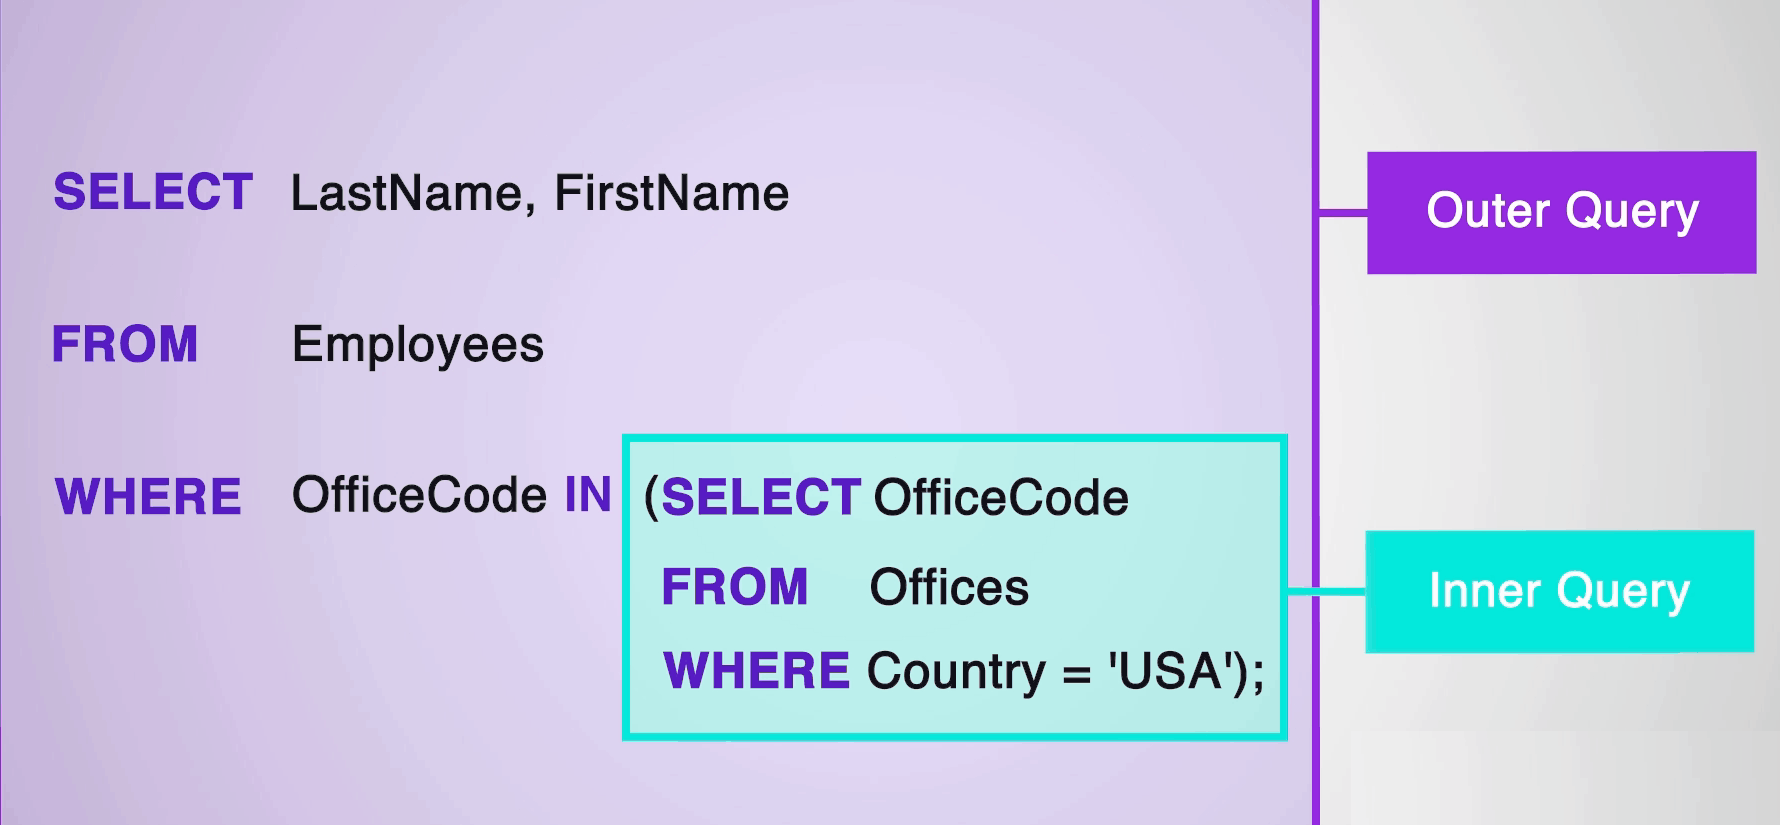 SELECT LastName, FirstName
Outer Query
FROM Employees
WHERE OfficeCode IN (SELECT OfficeCode
FROM Offices
Inner Query
WHERE Country = 'USA');